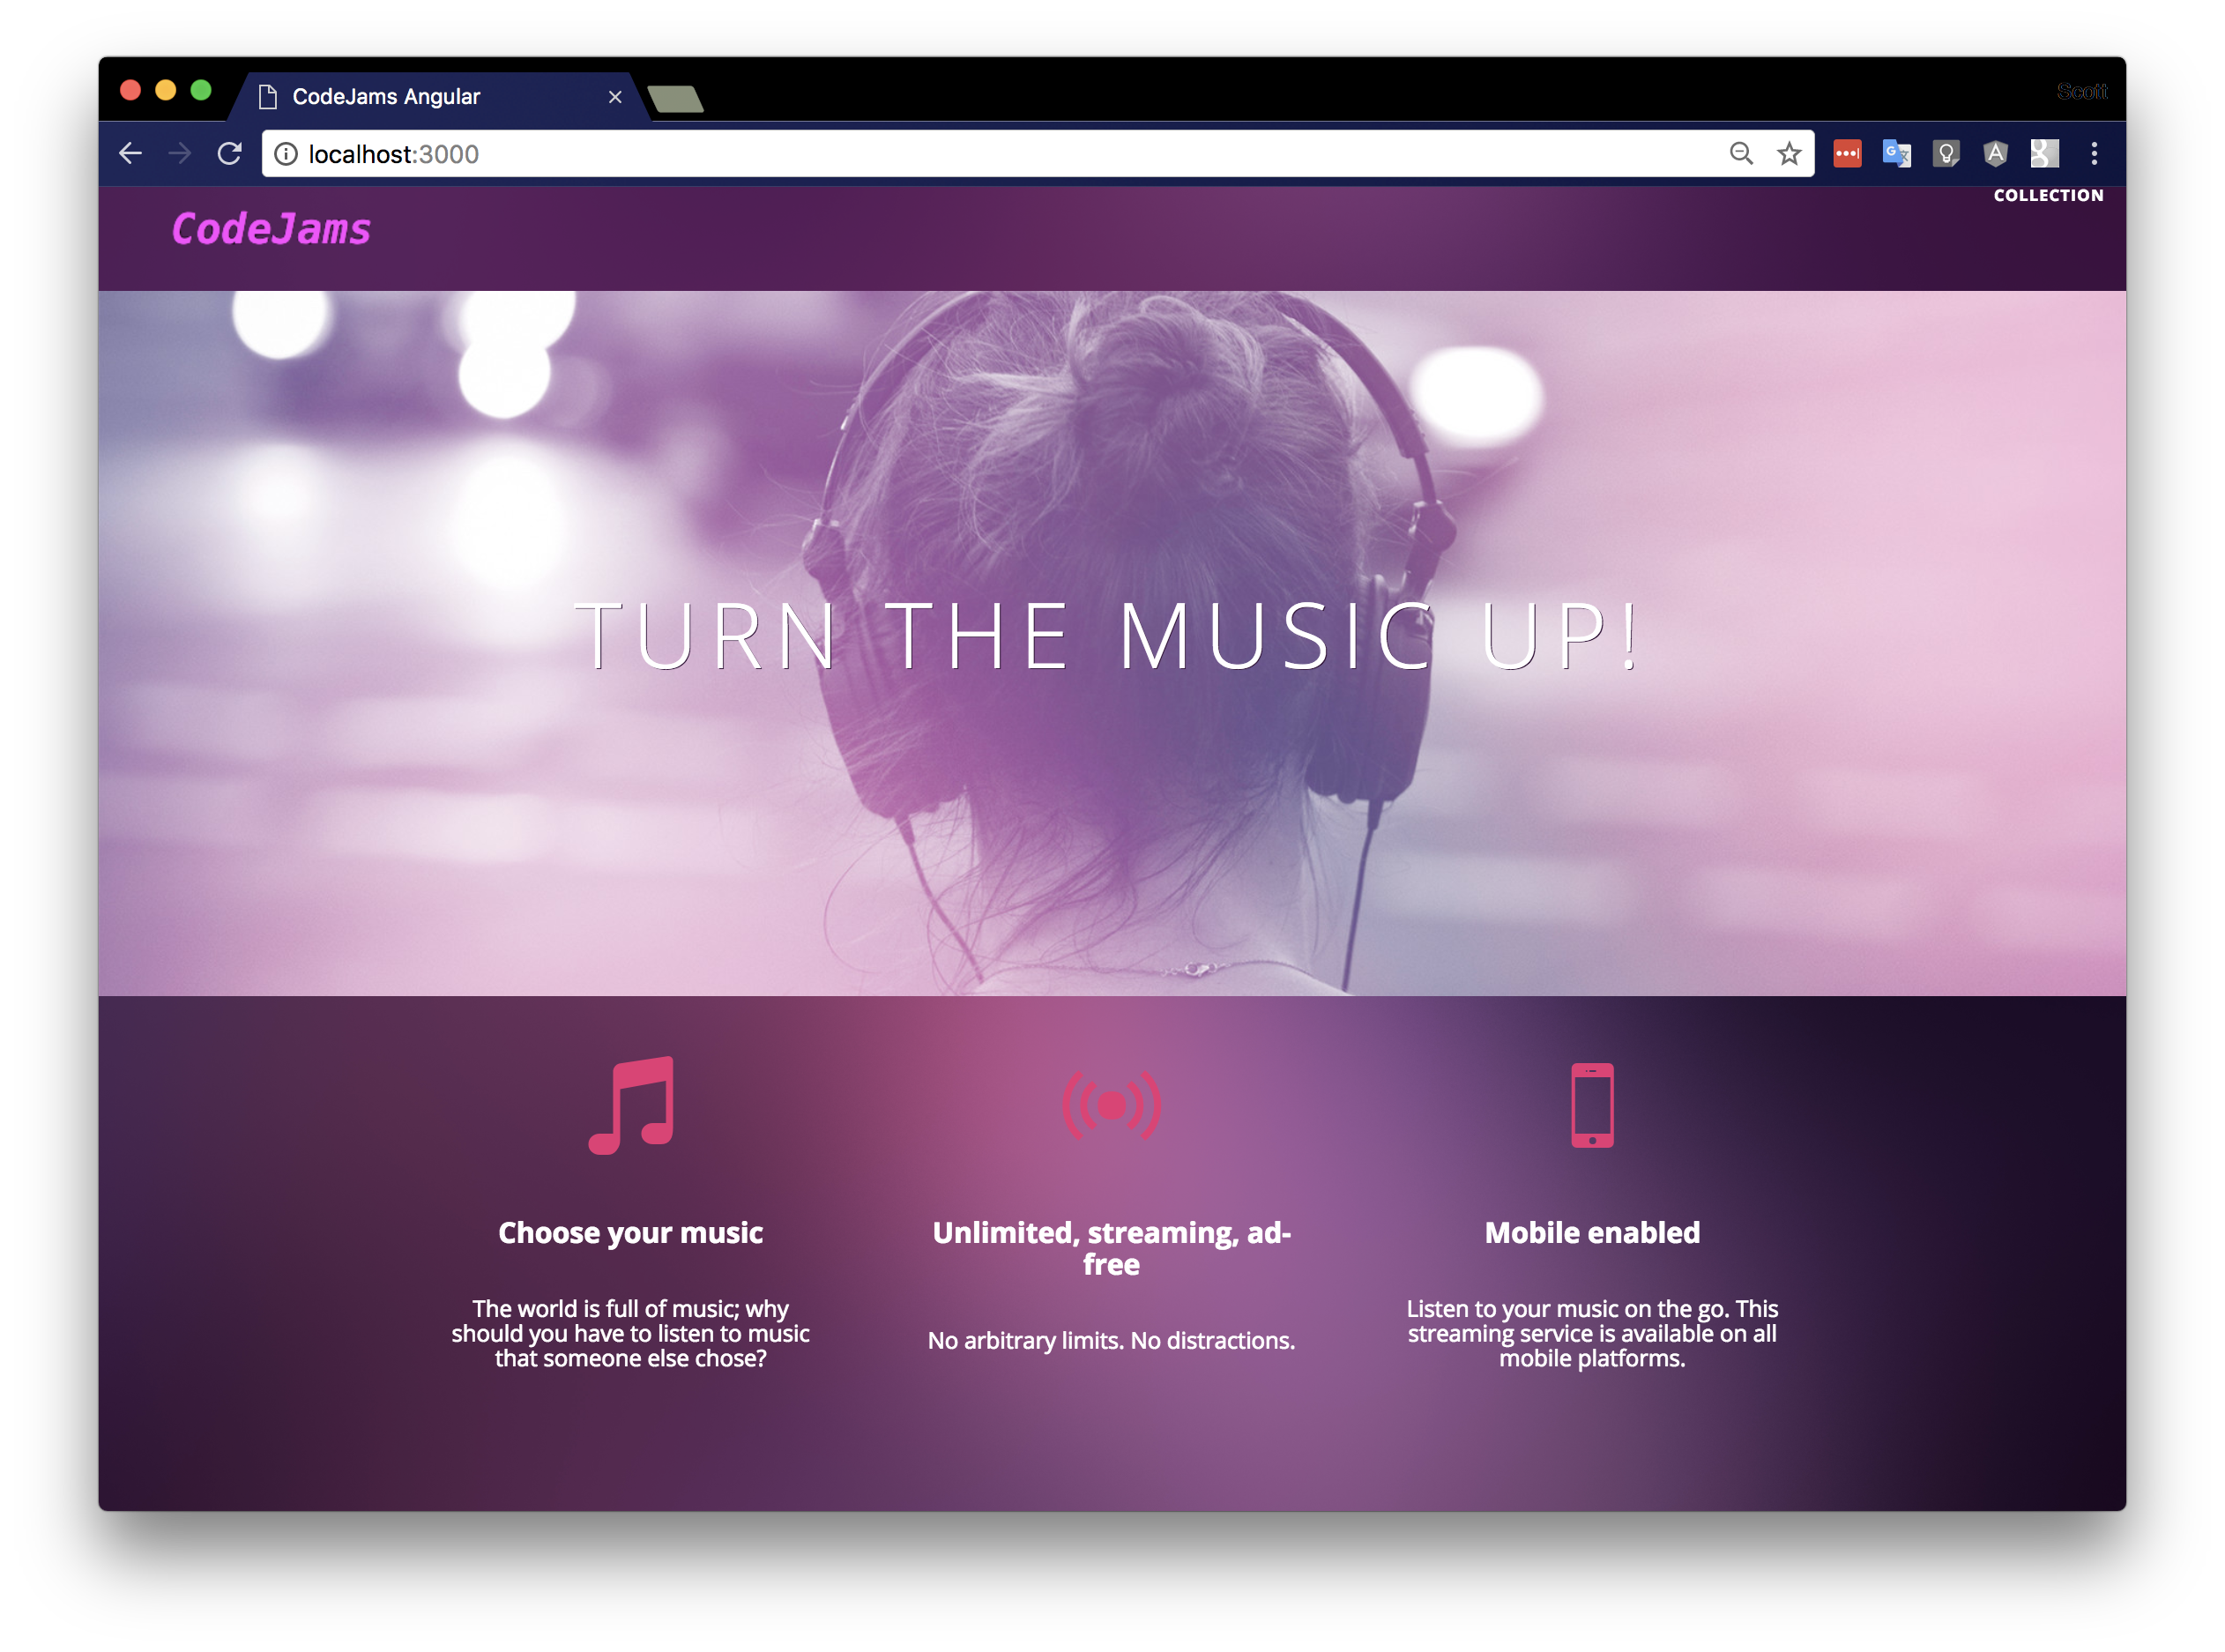 CodeJams Angular
Scott
localhost:3000
COLLECTION
CodeJams
TURN THE MUSIC UP!
Choose your music
The world is full of music; why
should you have to listen to music
that someone else chose?
Unlimited, streaming, ad-
free
No arbitrary limits. No distractions.
Mobile enabled
Listen to your music on the go. This
streaming service is available on all
mobile platforms.